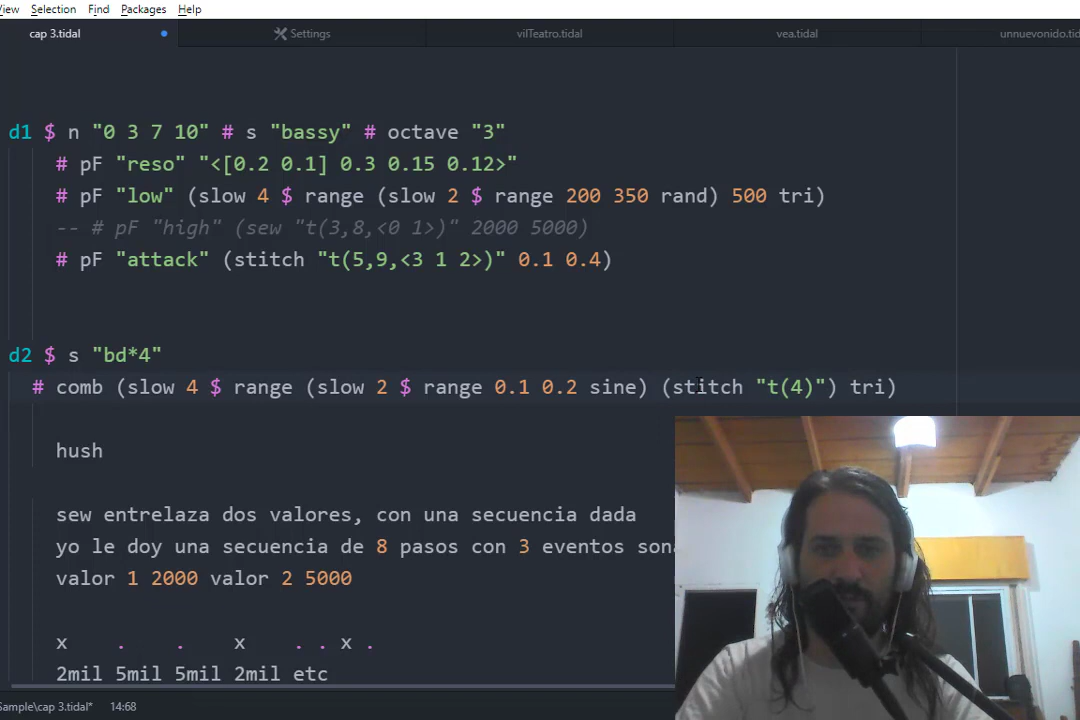 View Selection Find Packages Help
cap 3.tidal Settings vilTeatro.tidal vea.tidal unnuevonido.tid
d1 $ n "0 3 7 10" # s "bassy" # octave "3"
# pF "reso" "<[0.2 0.1] 0.3 0.15 0.12>"
# pF "low" (slow 4 $ range (slow 2 $ range 200 350 rand) 500 tri)
-- # pF "high" (sew "t(3,8,<0 1>)" 2000 5000)
# pF "attack" (stitch "t(5,9,<3 1 2>)" 0.1 0.4)
d2 $ s "bd*4"
# comb (slow 4 $ range (slow 2 $ range 0.1 0.2 sine) (stitch "t(4)") tri)
hush
sew entrelaza dos valores, con una secuencia dada
yo le doy una secuencia de 8 pasos con 3 eventos son
valor 1 2000 valor 2 5000
x . . x . . x .
2mil 5mil 5mil 2mil etc
Sample\cap 3.tidal* 14:68